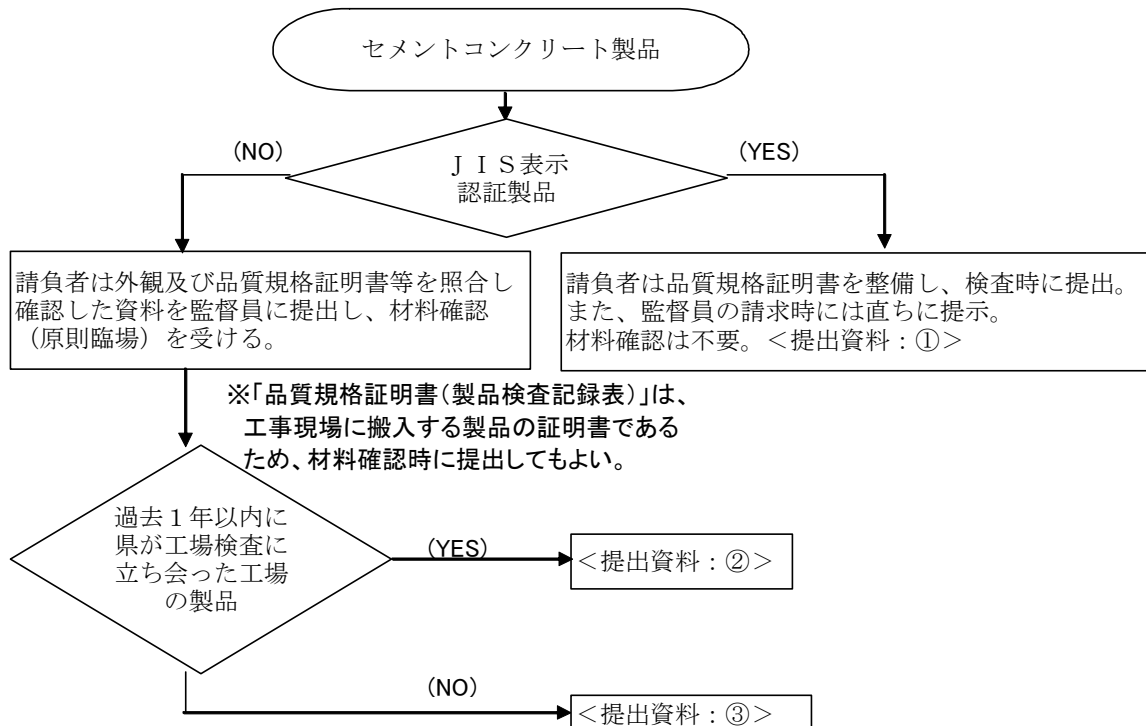 セメントコンクリート製品
(NO)
(YES)
ＪＩＳ表示
認証製品
請負者は外観及び品質規格証明書等を照合し
確認した資料を監督員に提出し、材料確認
（原則臨場）を受ける。
請負者は品質規格証明書を整備し、検査時に提出。
また、監督員の請求時には直ちに提示。
材料確認は不要。＜提出資料：①＞
※「品質規格証明書（製品検査記録表）」は、
工事現場に搬入する製品の証明書である
ため、材料確認時に提出してもよい。
過去１年以内に
県が工場検査に
立ち会った工場
の製品
(YES)
＜提出資料：②＞
(NO)
＜提出資料：③＞